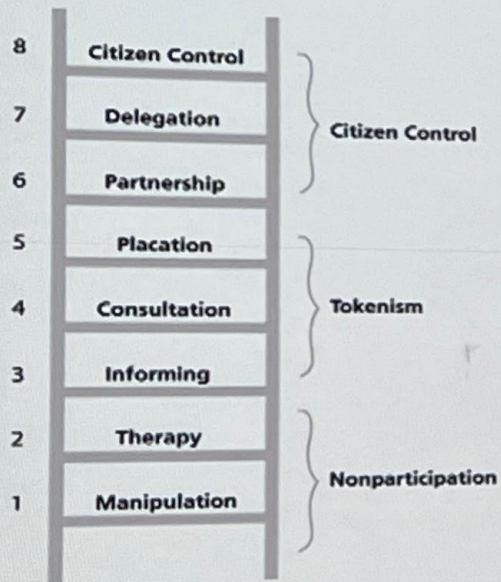 8 Citizen Control
7 Delegation
6 Partnership
Citizen Control
5 Placation
4 Consultation
3 Informing
Tokenism
2 Therapy
1 Manipulation
Nonparticipation